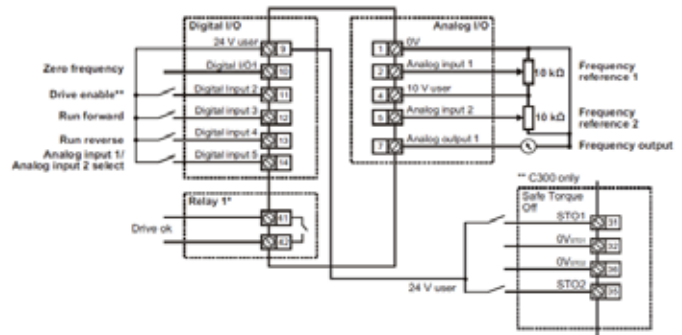 Digital I/O
24 V user
9
Zero frequency
Digital I/O1
10
Drive enable**
Digital Input 2
11
Run forward
Digital input 3
12
Run reverse
Digital input 4
13
Analog input 1/
Analog input 2 select
Digital input 5
14
Relay 1*
41
Drive ok
42
Analog I/O
1
0V
2
Analog input 1
10 kΩ
Frequency
reference 1
4
10 V user
5
Analog input 2
10 kΩ
Frequency
reference 2
7
Analog output 1
Frequency output
** C300 only
Safe Torque
Off
STO1
31
0VSTO1
32
0VSTO2
36
24 V user
STO2
35